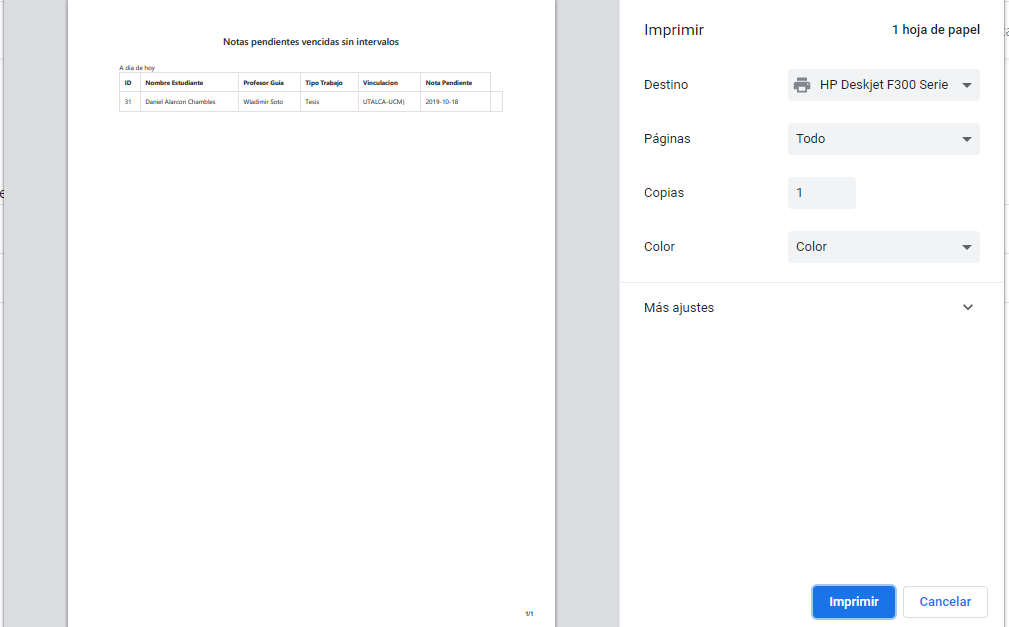 Notas pendientes vencidas sin intervalos
A dia de hoy
ID Nombre Estudiante Profesor Guia Tipo Trabajo Vinculacion Nota Pendiente
31 Daniel Alarcon Chambles Wladimir Soto Tesis UTALCA-UCM) 2019-10-18
1/1
Imprimir 1 hoja de papel
Destino HP Deskjet F300 Serie
Páginas Todo
Copias 1
Color Color
Más ajustes
Imprimir Cancelar